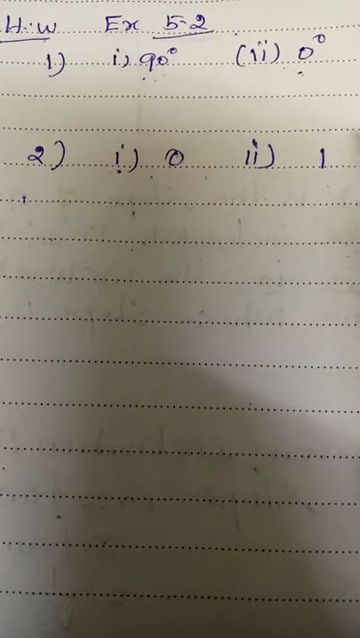 H.W Ex 5-2
1) i) 90° (ii) 0°
2) i) 0 ii) 1